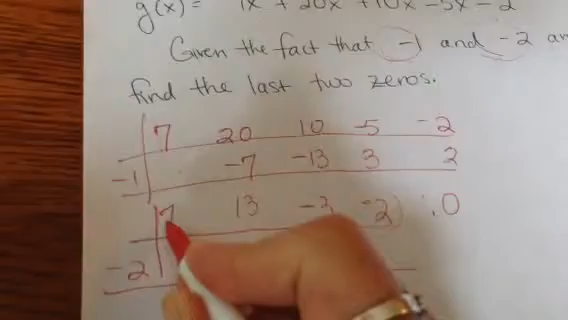 g(x) = 7x + 20x + 10x - 5x - 2
Given the fact that -1 and -2 a
find the last two zeros.
7 20 10 -5 -2
-1 -7 -13 3 2
7 13 -3 -2 0
-2